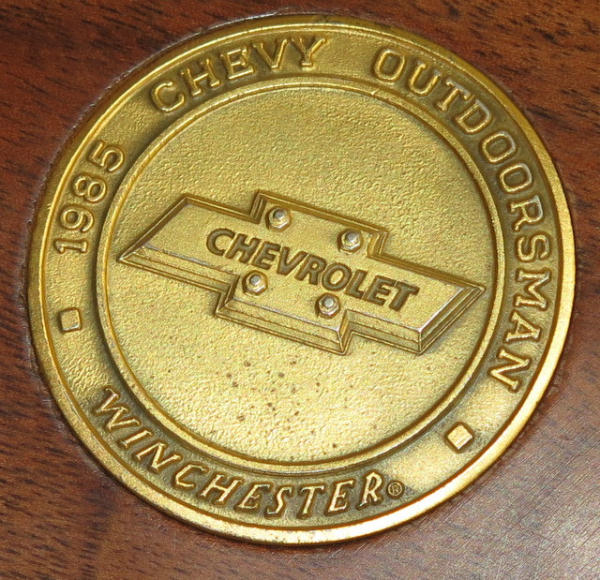 1985 CHEVY OUTDOORSMAN
CHEVROLET
WINCHESTER®